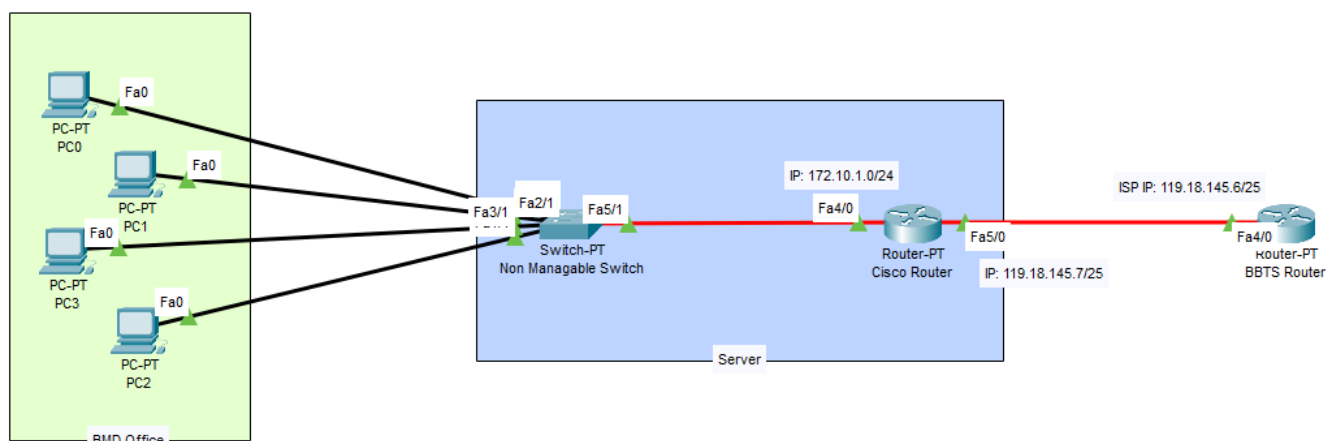 Fa0
PC-PT
PC0
Fa0
PC-PT
PC1
Fa0
PC-PT
PC3
Fa0
PC-PT
PC2
BMD Office
Fa2/1
Fa3/1
Fa5/1
Switch-PT
Non Managable Switch
IP: 172.10.1.0/24
Fa4/0
Router-PT
Cisco Router
Fa5/0
IP: 119.18.145.7/25
Server
ISP IP: 119.18.145.6/25
Fa4/0
Router-PT
BBTS Router